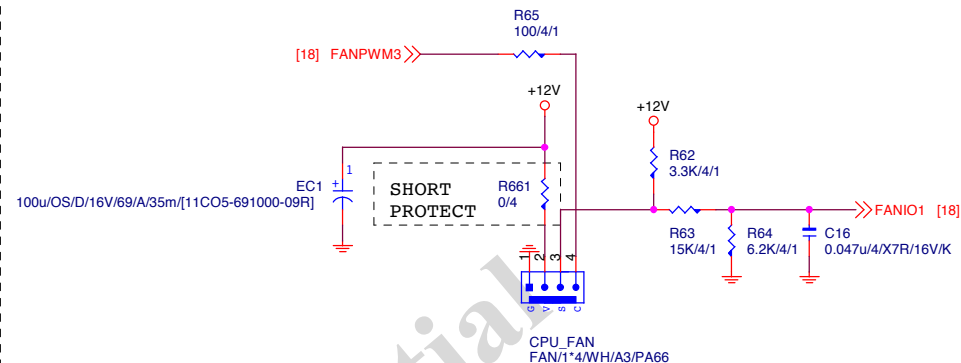 R65
100/4/1
[18] FANPWM3
+12V
+12V
R62
3.3K/4/1
1
+
EC1
100u/OS/D/16V/69/A/35m/[11CO5-691000-09R]
SHORT
PROTECT
R661
0/4
FANIO1 [18]
R63
15K/4/1
R64
6.2K/4/1
C16
0.047u/4/X7R/16V/K
1 2 3 4
G V S C
CPU_FAN
FAN/1*4/WH/A3/PA66